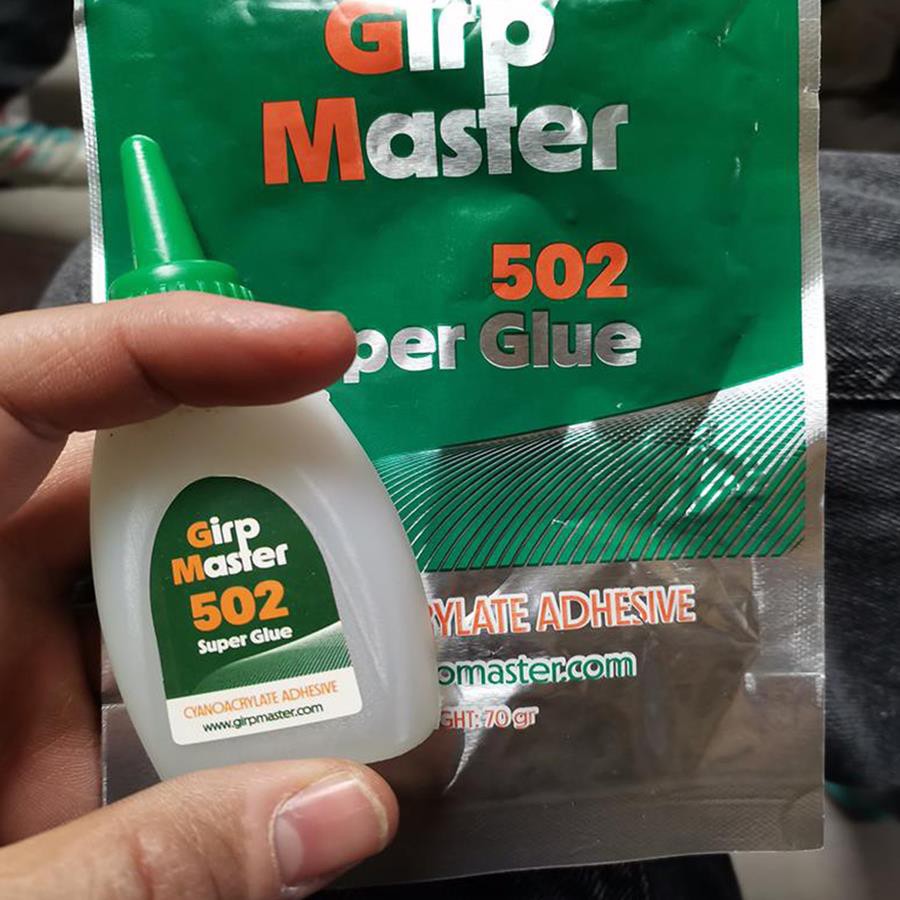 Girp
Master
502
per Glue
RYLATE ADHESIVE
omaster.com
GHT: 70 gr
Girp
Master
502
Super Glue
CYANOACRYLATE ADHESIVE
www.girpmaster.com